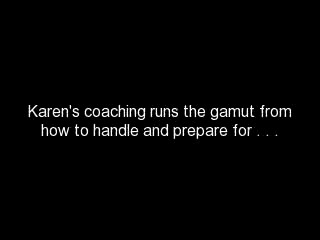 Karen's coaching runs the gamut from
how to handle and prepare for . . .